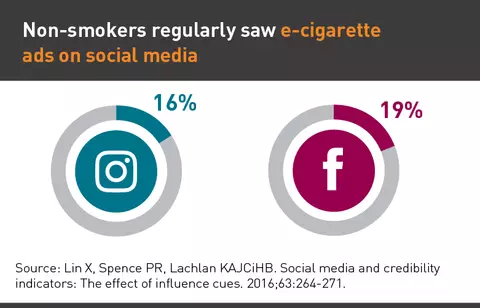 Non-smokers regularly saw e-cigarette
ads on social media
16%
19%
f
Source: Lin X, Spence PR, Lachlan KAJCiHB. Social media and credibility
indicators: The effect of influence cues. 2016;63:264-271.